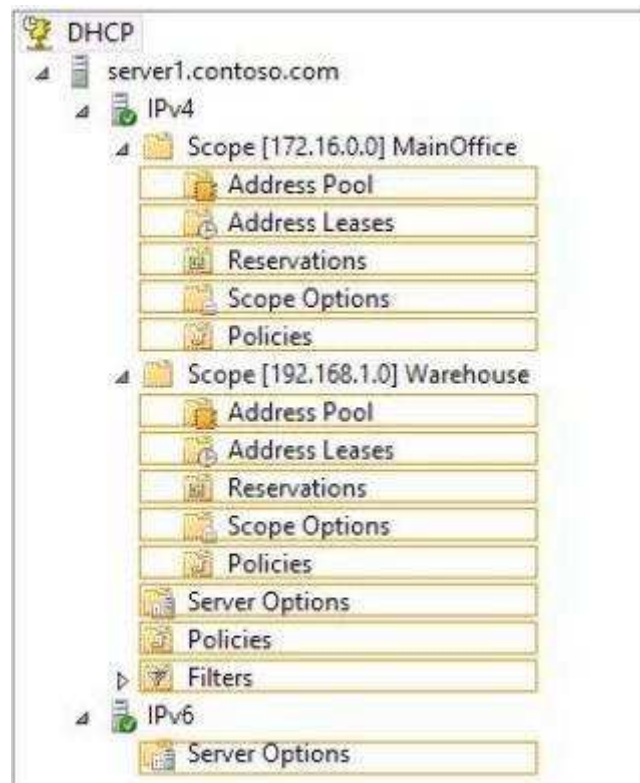 DHCP
server1.contoso.com
IPv4
Scope [172.16.0.0] MainOffice
Address Pool
Address Leases
Reservations
Scope Options
Policies
Scope [192.168.1.0] Warehouse
Address Pool
Address Leases
Reservations
Scope Options
Policies
Server Options
Policies
Filters
IPv6
Server Options